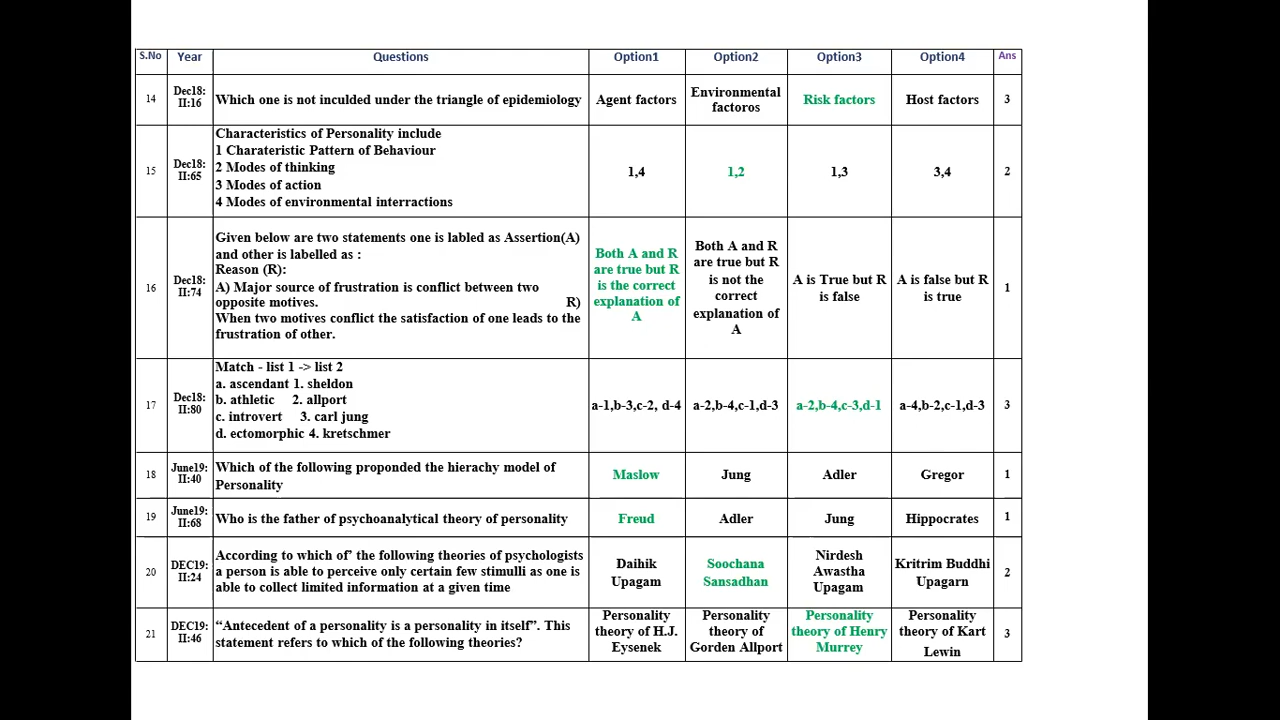 S.No Year Questions Option1 Option2 Option3 Option4 Ans
14
Dec18:
II:16
Which one is not inculded under the triangle of epidemiology
Agent factors
Environmental
factoros
Risk factors
Host factors
3
15
Dec18:
II:65
Characteristics of Personality include
1 Charateristic Pattern of Behaviour
2 Modes of thinking
3 Modes of action
4 Modes of environmental interractions
1,4
1,2
1,3
3,4
2
16
Dec18:
II:74
Given below are two statements one is labled as Assertion(A)
and other is labelled as :
Reason (R):
A) Major source of frustration is conflict between two
opposite motives. R)
When two motives conflict the satisfaction of one leads to the
frustration of other.
Both A and R
are true but R
is the correct
explanation of
A
Both A and R
are true but R
is not the
correct
explanation of
A
A is True but R
is false
A is false but R
is true
1
17
Dec18:
II:80
Match - list 1 -> list 2
a. ascendant 1. sheldon
b. athletic 2. allport
c. introvert 3. carl jung
d. ectomorphic 4. kretschmer
a-1,b-3,c-2, d-4
a-2,b-4,c-1,d-3
a-2,b-4,c-3,d-1
a-4,b-2,c-1,d-3
3
18
June19:
II:40
Which of the following proponded the hierachy model of
Personality
Maslow
Jung
Adler
Gregor
1
19
June19:
II:68
Who is the father of psychoanalytical theory of personality
Freud
Adler
Jung
Hippocrates
1
20
DEC19:
II:24
According to which of' the following theories of psychologists
a person is able to perceive only certain few stimulli as one is
able to collect limited information at a given time
Daihik
Upagam
Soochana
Sansadhan
Nirdesh
Awastha
Upagam
Kritrim Buddhi
Upagarn
2
21
DEC19:
II:46
“Antecedent of a personality is a personality in itself”. This
statement refers to which of the following theories?
Personality
theory of H.J.
Eysenek
Personality
theory of
Gorden Allport
Personality
theory of Henry
Murrey
Personality
theory of Kart
Lewin
3